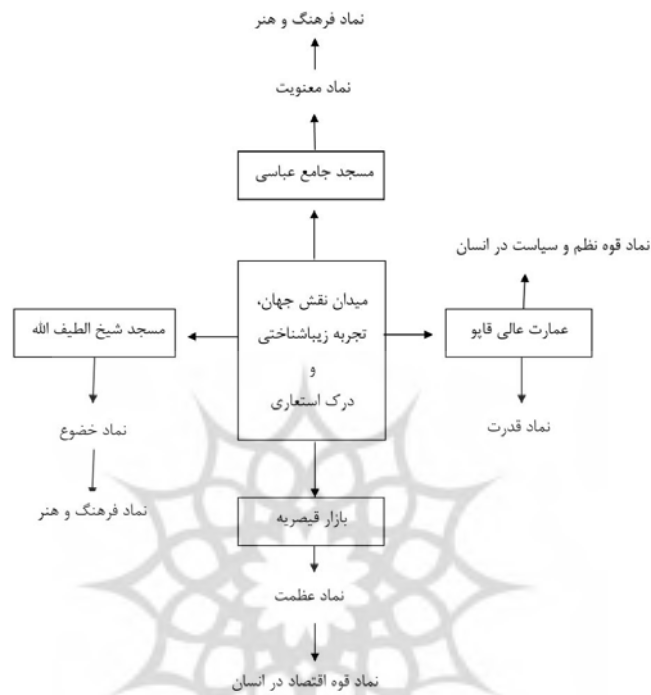 نماد فرهنگ و هنر
نماد معنویت
مسجد جامع عباسی
نماد قوه نظم و سیاست در انسان
میدان نقش جهان،
تجربه زیباشناختی
و
درک استعاری
عمارت عالی قاپو
مسجد شیخ الطیف الله
نماد قدرت
نماد خضوع
نماد فرهنگ و هنر
بازار قیصریه
نماد عظمت
نماد قوه اقتصاد در انسان